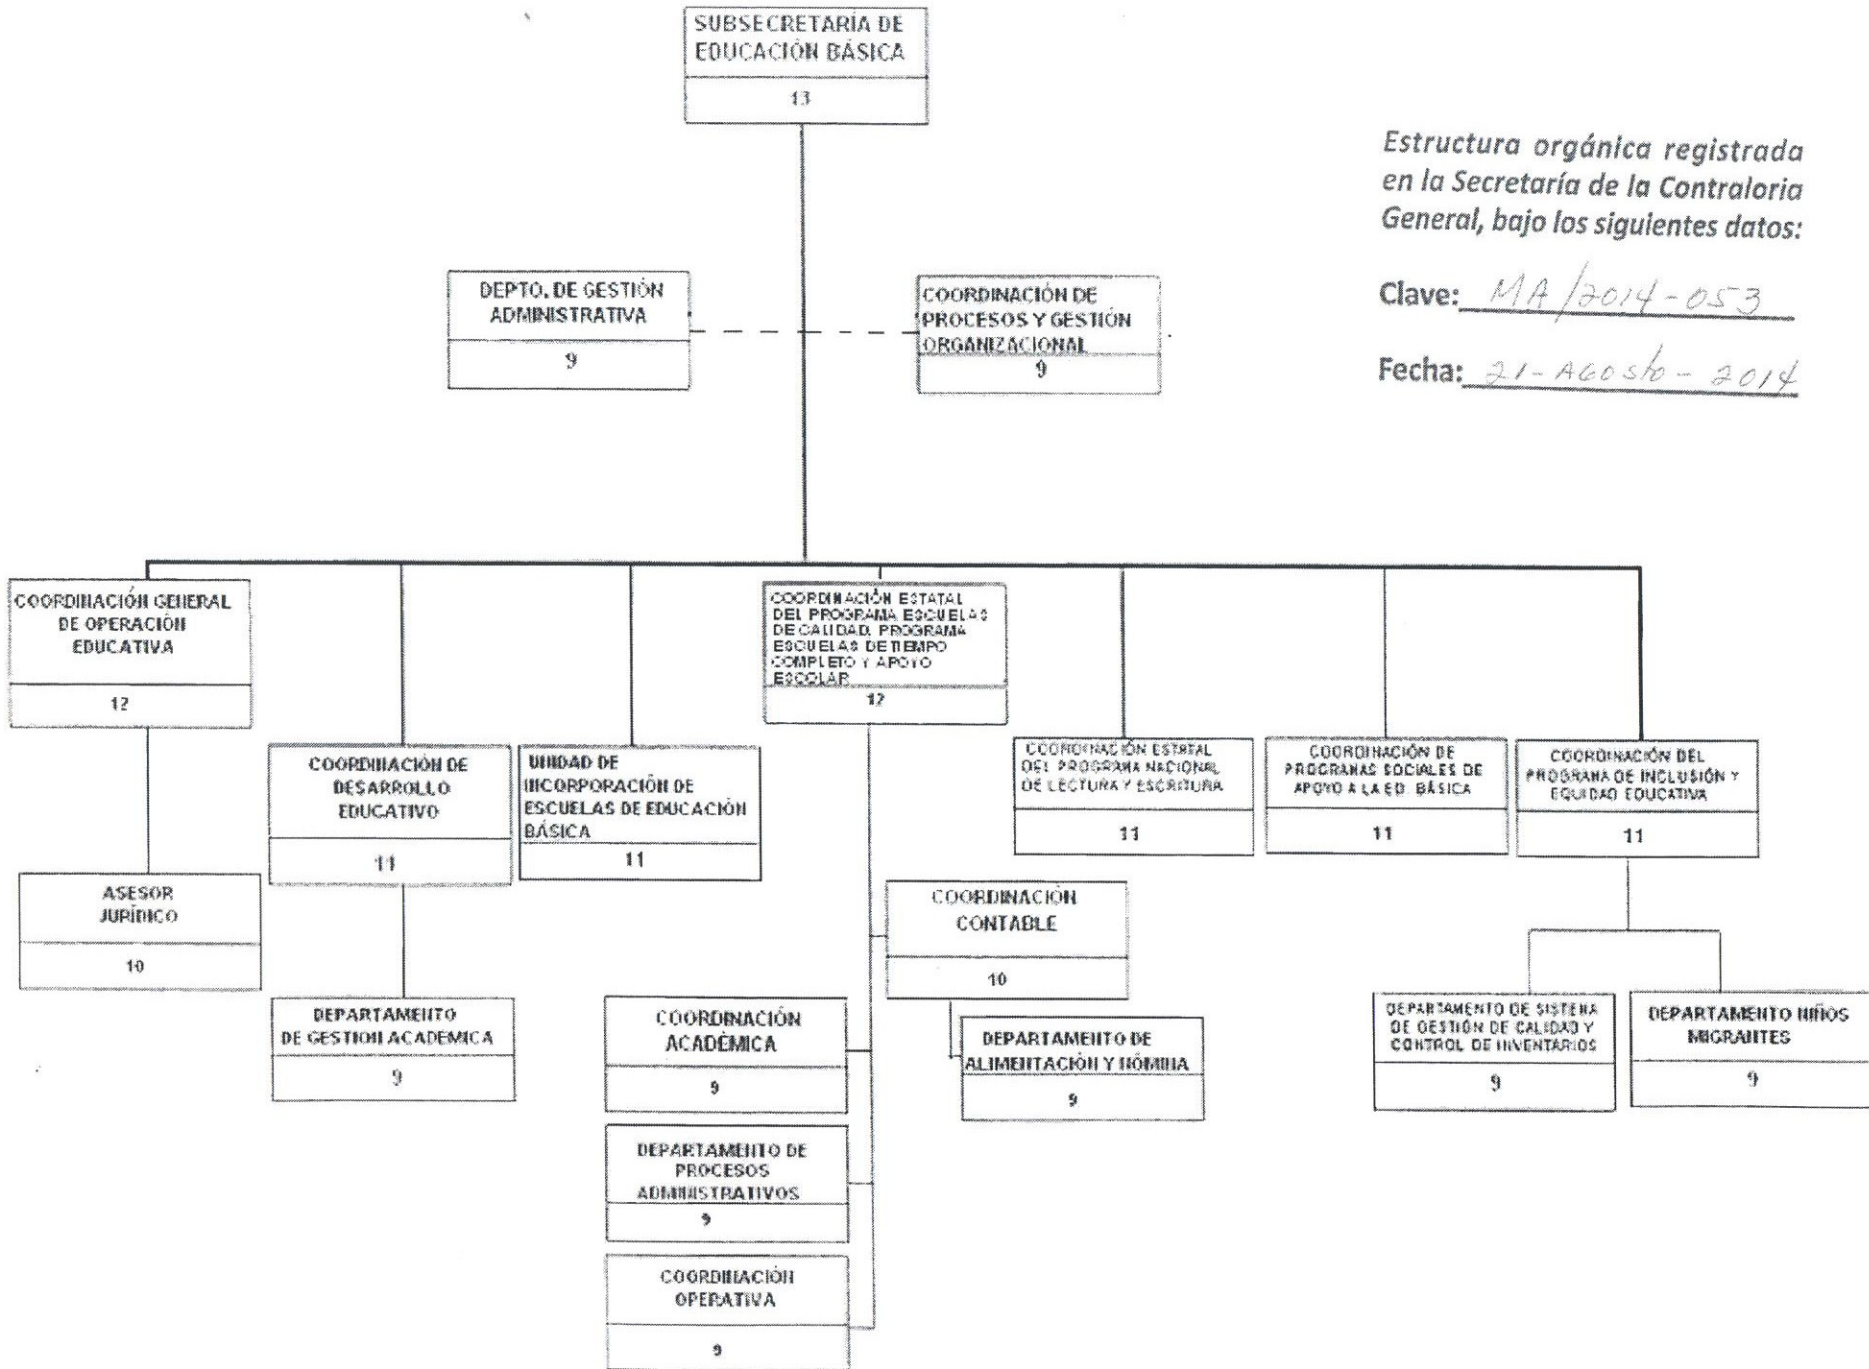 SUBSECRETARÍA DE
EDUCACIÓN BÁSICA
13
Estructura orgánica registrada
en la Secretaría de la Contraloria
General, bajo los siguientes datos:
Clave: MA/2014-053
Fecha: 21-AGOSto-2014
DEPTO. DE GESTIÓN
ADMINISTRATIVA
9
COORDINACIÓN DE
PROCESOS Y GESTIÓN
ORGANIZACIONAL
9
COORDINACIÓN GENERAL
DE OPERACIÓN
EDUCATIVA
12
COORDINACIÓN ESTATAL
DEL PROGRAMA ESCUELAS
DE CALIDAD, PROGRAMA
ESCUELAS DE TIEMPO
COMPLETO Y APOYO
ESCOLAR
12
COORDINACIÓN DE
DESARROLLO
EDUCATIVO
11
UNIDAD DE
INCORPORACIÓN DE
ESCUELAS DE EDUCACIÓN
BÁSICA
11
COORDINACIÓN ESTATAL
DEL PROGRAMA NACIONAL
DE LECTURA Y ESCRITURA
11
COORDINACIÓN DE
PROGRAMAS SOCIALES DE
APOYO A LA ED. BÁSICA
11
COORDINACIÓN DEL
PROGRAMA DE INCLUSIÓN Y
EQUIDAD EDUCATIVA
11
ASESOR
JURÍDICO
10
COORDINACIÓN
CONTABLE
10
DEPARTAMENTO
DE GESTION ACADEMICA
9
COORDINACIÓN
ACADÉMICA
9
DEPARTAMENTO DE
ALIMENTACIÓN Y NÓMINA
9
DEPARTAMENTO DE SISTEMA
DE GESTIÓN DE CALIDAD Y
CONTROL DE INVENTARIOS
9
DEPARTAMENTO NIÑOS
MIGRANTES
9
DEPARTAMENTO DE
PROCESOS
ADMINISTRATIVOS
9
COORDINACIÓN
OPERATIVA
9